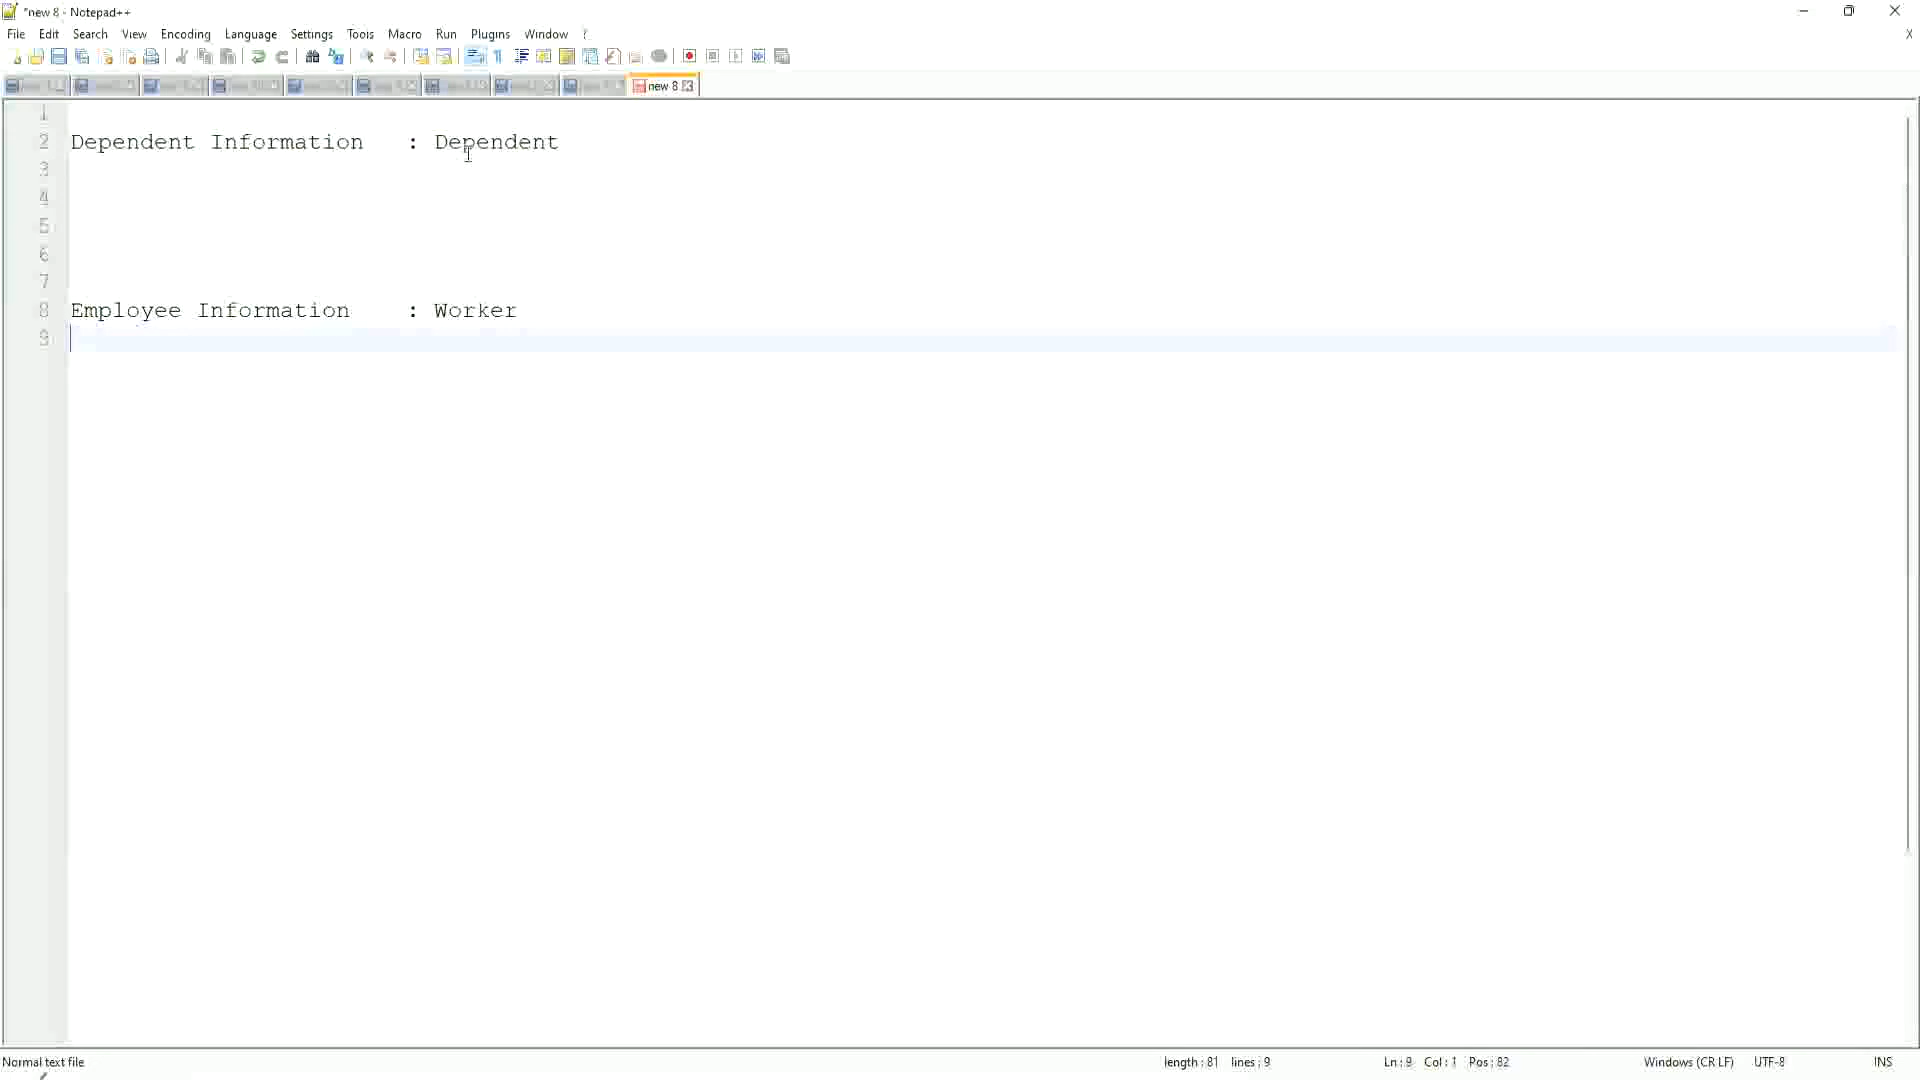 *new 8 - Notepad++
File Edit Search View Encoding Language Settings Tools Macro Run Plugins Window ?
X
new 8
1
2 Dependent Information : Dependent
3
4
5
6
7
8 Employee Information : Worker
9
Normal text file length : 81 lines : 9 Ln : 9 Col : 1 Pos : 82 Windows (CR LF) UTF-8 INS